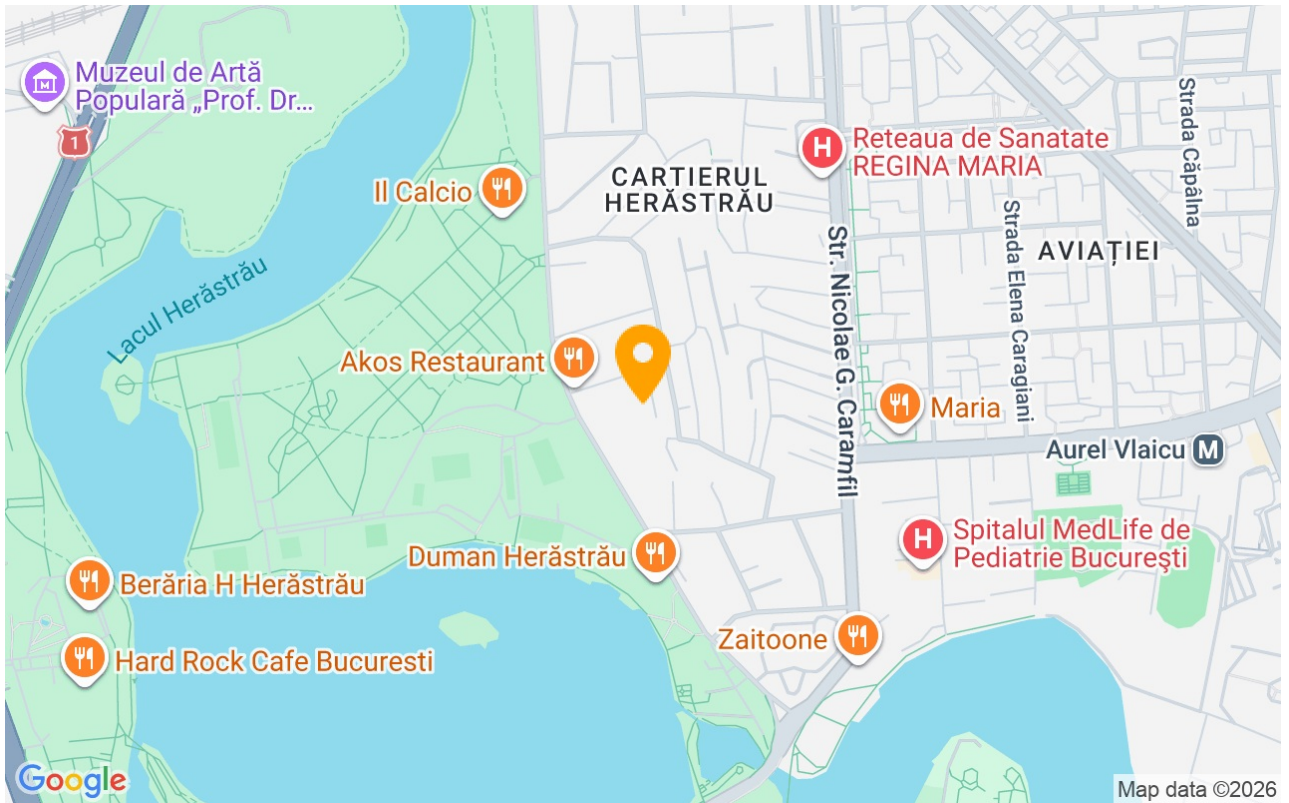 Muzeul de Artă
Populară „Prof. Dr...
1
Il Calcio
CARTIERUL
HERĂSTRĂU
H
Reteaua de Sanatate
REGINA MARIA
Strada Căpâlna
AVIAȚIEI
Strada Elena Caragiani
Str. Nicolae G. Caramfil
Lacul Herăstrău
Akos Restaurant
Maria
Aurel Vlaicu M
H
Spitalul MedLife de
Pediatrie București
Duman Herăstrău
Berăria H Herăstrău
Zaitoone
Hard Rock Cafe Bucuresti
Google
Map data ©2026